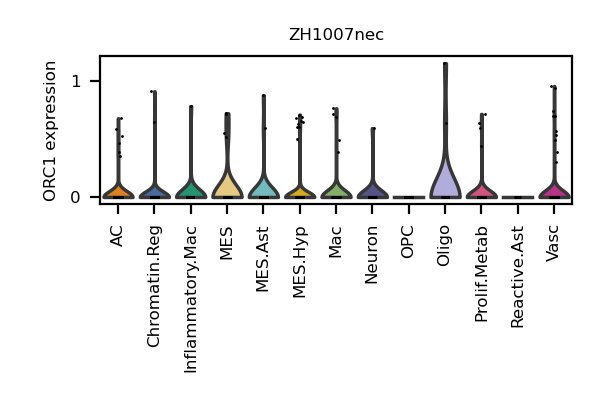 ZH1007nec
ORC1 expression
1
0
AC
Chromatin.Reg
Inflammatory.Mac
MES
MES.Ast
MES.Hyp
Mac
Neuron
OPC
Oligo
Prolif.Metab
Reactive.Ast
Vasc